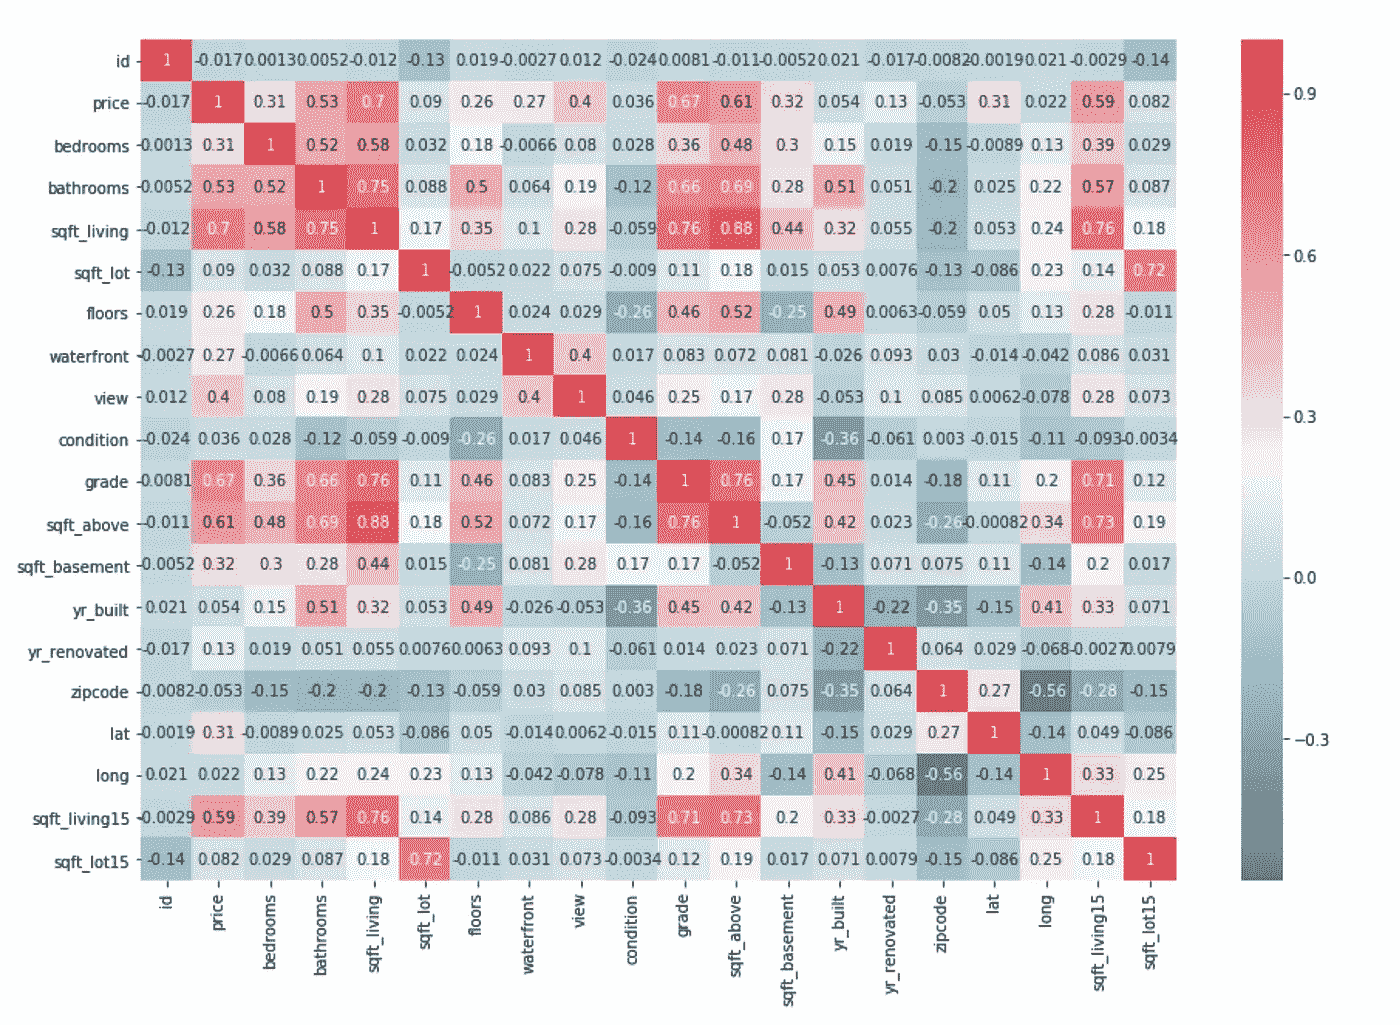 id 1 -0.017 0.0013 0.0052 -0.012 -0.13 0.019 -0.0027 0.012 -0.024 0.0081 -0.011 -0.0052 0.021 -0.017 -0.0082 -0.0019 0.021 -0.0029 -0.14
price -0.017 1 0.31 0.53 0.7 0.09 0.26 0.27 0.4 0.036 0.67 0.61 0.32 0.054 0.13 -0.053 0.31 0.022 0.59 0.082
bedrooms 0.0013 0.31 1 0.52 0.58 0.032 0.18 -0.0066 0.08 0.028 0.36 0.48 0.3 0.15 0.019 -0.15 -0.0089 0.13 0.39 0.029
bathrooms 0.0052 0.53 0.52 1 0.75 0.088 0.5 0.064 0.19 -0.12 0.66 0.69 0.28 0.51 0.051 -0.2 0.025 0.22 0.57 0.087
sqft_living -0.012 0.7 0.58 0.75 1 0.17 0.35 0.1 0.28 -0.059 0.76 0.88 0.44 0.32 0.055 -0.2 0.053 0.24 0.76 0.18
sqft_lot -0.13 0.09 0.032 0.088 0.17 1 -0.0052 0.022 0.075 -0.009 0.11 0.18 0.015 0.053 0.0076 -0.13 -0.086 0.23 0.14 0.72
floors 0.019 0.26 0.18 0.5 0.35 -0.0052 1 0.024 0.029 -0.26 0.46 0.52 -0.25 0.49 0.0063 -0.059 0.05 0.13 0.28 -0.011
waterfront -0.0027 0.27 -0.0066 0.064 0.1 0.022 0.024 1 0.4 0.017 0.083 0.072 0.081 -0.026 0.093 0.03 -0.014 -0.042 0.086 0.031
view 0.012 0.4 0.08 0.19 0.28 0.075 0.029 0.4 1 0.046 0.25 0.17 0.28 -0.053 0.1 0.085 0.0062 -0.078 0.28 0.073
condition -0.024 0.036 0.028 -0.12 -0.059 -0.009 -0.26 0.017 0.046 1 -0.14 -0.16 0.17 -0.36 -0.061 0.003 -0.015 -0.11 -0.093 -0.0034
grade 0.0081 0.67 0.36 0.66 0.76 0.11 0.46 0.083 0.25 -0.14 1 0.76 0.17 0.45 0.014 -0.18 0.11 0.2 0.71 0.12
sqft_above -0.011 0.61 0.48 0.69 0.88 0.18 0.52 0.072 0.17 -0.16 0.76 1 -0.052 0.42 0.023 -0.26 -0.00082 0.34 0.73 0.19
sqft_basement -0.0052 0.32 0.3 0.28 0.44 0.015 -0.25 0.081 0.28 0.17 0.17 -0.052 1 -0.13 0.071 0.075 0.11 -0.14 0.2 0.017
yr_built 0.021 0.054 0.15 0.51 0.32 0.053 0.49 -0.026 -0.053 -0.36 0.45 0.42 -0.13 1 -0.22 -0.35 -0.15 0.41 0.33 0.071
yr_renovated -0.017 0.13 0.019 0.051 0.055 0.0076 0.0063 0.093 0.1 -0.061 0.014 0.023 0.071 -0.22 1 0.064 0.029 -0.068 -0.0027 0.0079
zipcode -0.0082 -0.053 -0.15 -0.2 -0.2 -0.13 -0.059 0.03 0.085 0.003 -0.18 -0.26 0.075 -0.35 0.064 1 0.27 -0.56 -0.28 -0.15
lat -0.0019 0.31 -0.0089 0.025 0.053 -0.086 0.05 -0.014 0.0062 -0.015 0.11 -0.00082 0.11 -0.15 0.029 0.27 1 -0.14 0.049 -0.086
long 0.021 0.022 0.13 0.22 0.24 0.23 0.13 -0.042 -0.078 -0.11 0.2 0.34 -0.14 0.41 -0.068 -0.56 -0.14 1 0.33 0.25
sqft_living15 -0.0029 0.59 0.39 0.57 0.76 0.14 0.28 0.086 0.28 -0.093 0.71 0.73 0.2 0.33 -0.0027 -0.28 0.049 0.33 1 0.18
sqft_lot15 -0.14 0.082 0.029 0.087 0.18 0.72 -0.011 0.031 0.073 -0.0034 0.12 0.19 0.017 0.071 0.0079 -0.15 -0.086 0.25 0.18 1
id price bedrooms bathrooms sqft_living sqft_lot floors waterfront view condition grade sqft_above sqft_basement yr_built yr_renovated zipcode lat long sqft_living15 sqft_lot15
0.9
0.6
0.3
0.0
−0.3